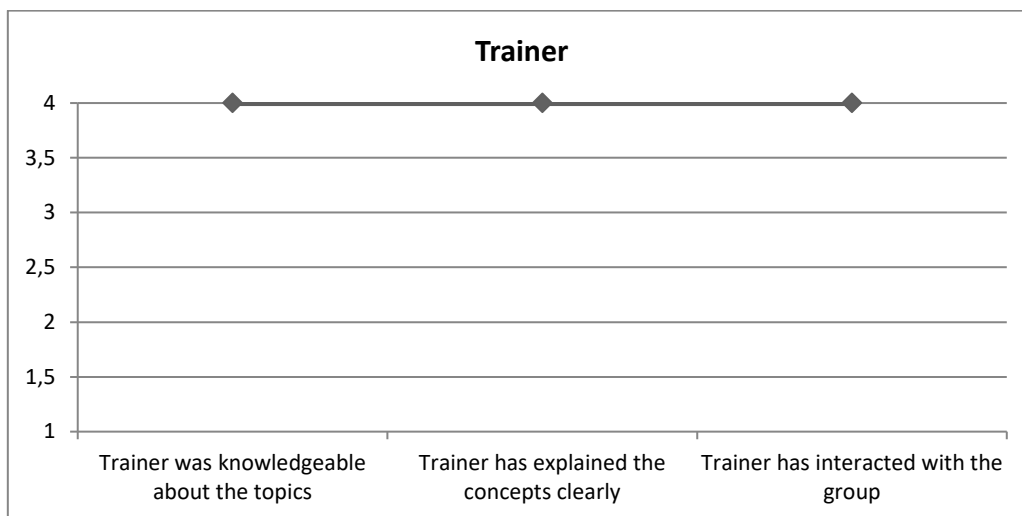 Trainer
4
3,5
3
2,5
2
1,5
1
Trainer was knowledgeable
about the topics
Trainer has explained the
concepts clearly
Trainer has interacted with the
group